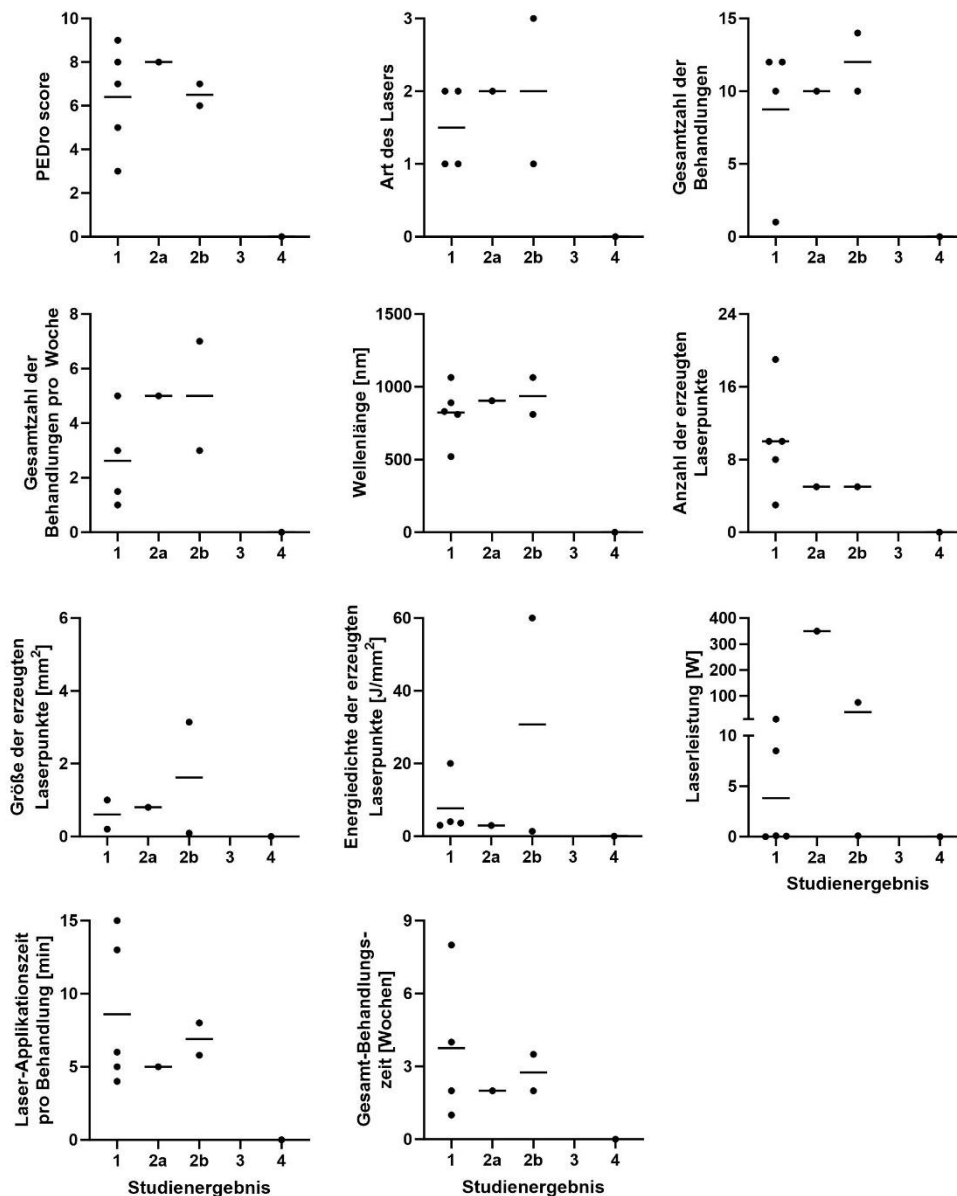 PEDro score
10
8
6
4
2
0
1 2a 2b 3 4
Art des Lasers
3
2
1
0
1 2a 2b 3 4
Gesamtzahl der
Behandlungen
15
10
5
0
1 2a 2b 3 4
Gesamtzahl der
Behandlungen pro Woche
8
6
4
2
0
1 2a 2b 3 4
Wellenlänge [nm]
1500
1000
500
0
1 2a 2b 3 4
Anzahl der erzeugten
Laserpunkte
24
16
8
0
1 2a 2b 3 4
Größe der erzeugten
Laserpunkte [mm²]
6
4
2
0
1 2a 2b 3 4
Energiedichte der erzeugten
Laserpunkte [J/mm²]
60
40
20
0
1 2a 2b 3 4
Laserleistung [W]
400
350
300
100
10
5
0
1 2a 2b 3 4
Studienergebnis
Laser-Applikationszeit
pro Behandlung [min]
15
10
5
0
1 2a 2b 3 4
Studienergebnis
Gesamt-Behandlungs-
zeit [Wochen]
9
6
3
0
1 2a 2b 3 4
Studienergebnis